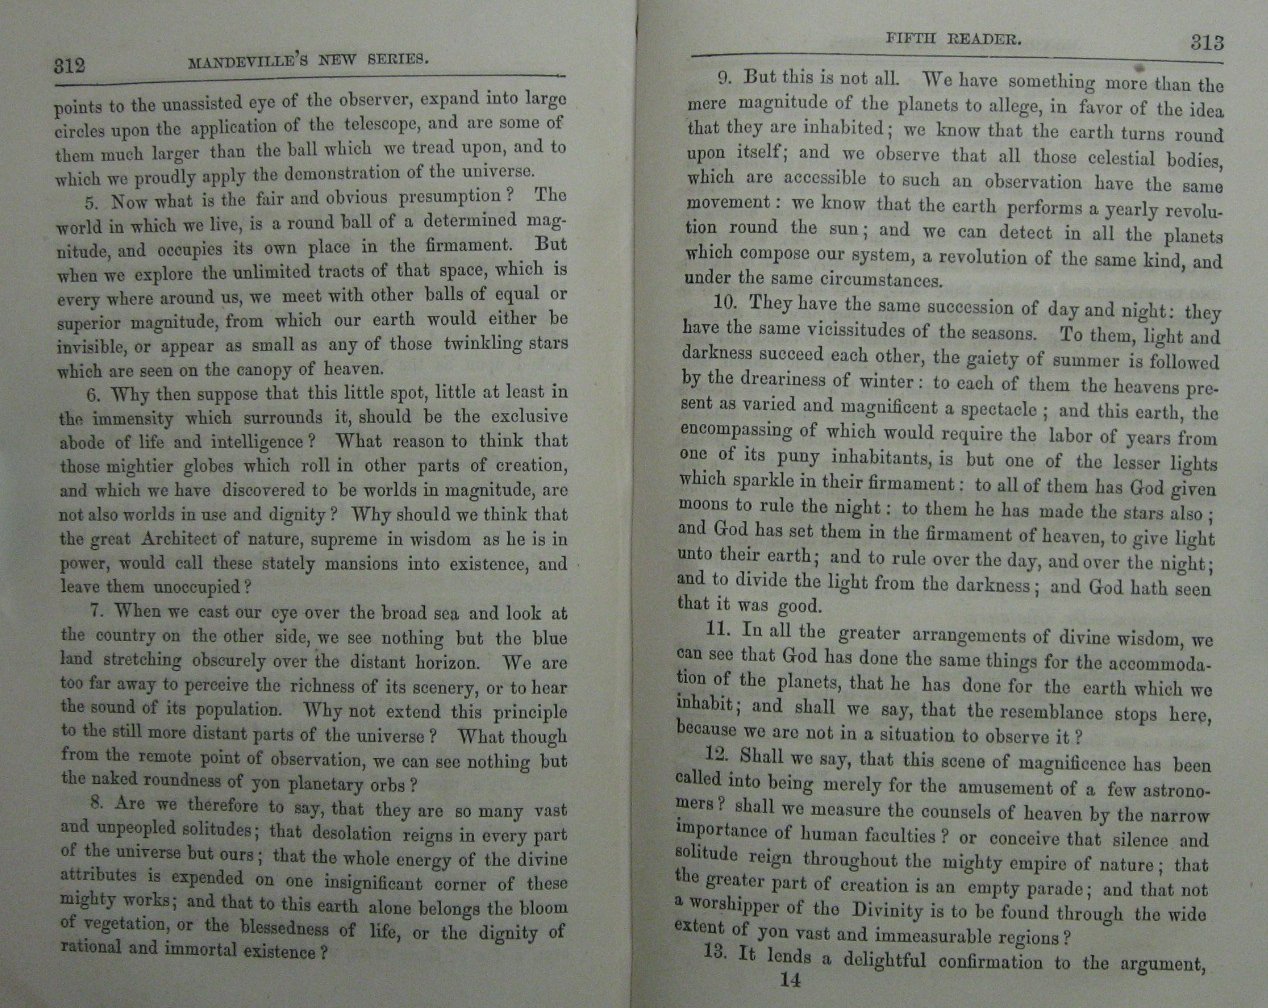 312 MANDEVILLE'S NEW SERIES.
points to the unassisted eye of the observer, expand into large
circles upon the application of the telescope, and are some of
them much larger than the ball which we tread upon, and to
which we proudly apply the demonstration of the universe.
5. Now what is the fair and obvious presumption? The
world in which we live, is a round ball of a determined mag-
nitude, and occupies its own place in the firmament. But
when we explore the unlimited tracts of that space, which is
every where around us, we meet with other balls of equal or
superior magnitude, from which our earth would either be
invisible, or appear as small as any of those twinkling stars
which are seen on the canopy of heaven.
6. Why then suppose that this little spot, little at least in
the immensity which surrounds it, should be the exclusive
abode of life and intelligence? What reason to think that
those mightier globes which roll in other parts of creation,
and which we have discovered to be worlds in magnitude, are
not also worlds in use and dignity? Why should we think that
the great Architect of nature, supreme in wisdom as he is in
power, would call these stately mansions into existence, and
leave them unoccupied?
7. When we cast our eye over the broad sea and look at
the country on the other side, we see nothing but the blue
land stretching obscurely over the distant horizon. We are
too far away to perceive the richness of its scenery, or to hear
the sound of its population. Why not extend this principle
to the still more distant parts of the universe? What though
from the remote point of observation, we can see nothing but
the naked roundness of yon planetary orbs?
8. Are we therefore to say, that they are so many vast
and unpeopled solitudes; that desolation reigns in every part
of the universe but ours; that the whole energy of the divine
attributes is expended on one insignificant corner of these
mighty works; and that to this earth alone belongs the bloom
of vegetation, or the blessedness of life, or the dignity of
rational and immortal existence?
FIFTH READER. 313
9. But this is not all. We have something more than the
mere magnitude of the planets to allege, in favor of the idea
that they are inhabited; we know that the earth turns round
upon itself; and we observe that all those celestial bodies,
which are accessible to such an observation have the same
movement: we know that the earth performs a yearly revolu-
tion round the sun; and we can detect in all the planets
which compose our system, a revolution of the same kind, and
under the same circumstances.
10. They have the same succession of day and night: they
have the same vicissitudes of the seasons. To them, light and
darkness succeed each other, the gaiety of summer is followed
by the dreariness of winter: to each of them the heavens pre-
sent as varied and magnificent a spectacle; and this earth, the
encompassing of which would require the labor of years from
one of its puny inhabitants, is but one of the lesser lights
which sparkle in their firmament: to all of them has God given
moons to rule the night: to them he has made the stars also;
and God has set them in the firmament of heaven, to give light
unto their earth; and to rule over the day, and over the night;
and to divide the light from the darkness; and God hath seen
that it was good.
11. In all the greater arrangements of divine wisdom, we
can see that God has done the same things for the accommoda-
tion of the planets, that he has done for the earth which we
inhabit; and shall we say, that the resemblance stops here,
because we are not in a situation to observe it?
12. Shall we say, that this scene of magnificence has been
called into being merely for the amusement of a few astrono-
mers? shall we measure the counsels of heaven by the narrow
importance of human faculties? or conceive that silence and
solitude reign throughout the mighty empire of nature; that
the greater part of creation is an empty parade; and that not
a worshipper of the Divinity is to be found through the wide
extent of yon vast and immeasurable regions?
13. It lends a delightful confirmation to the argument,
14